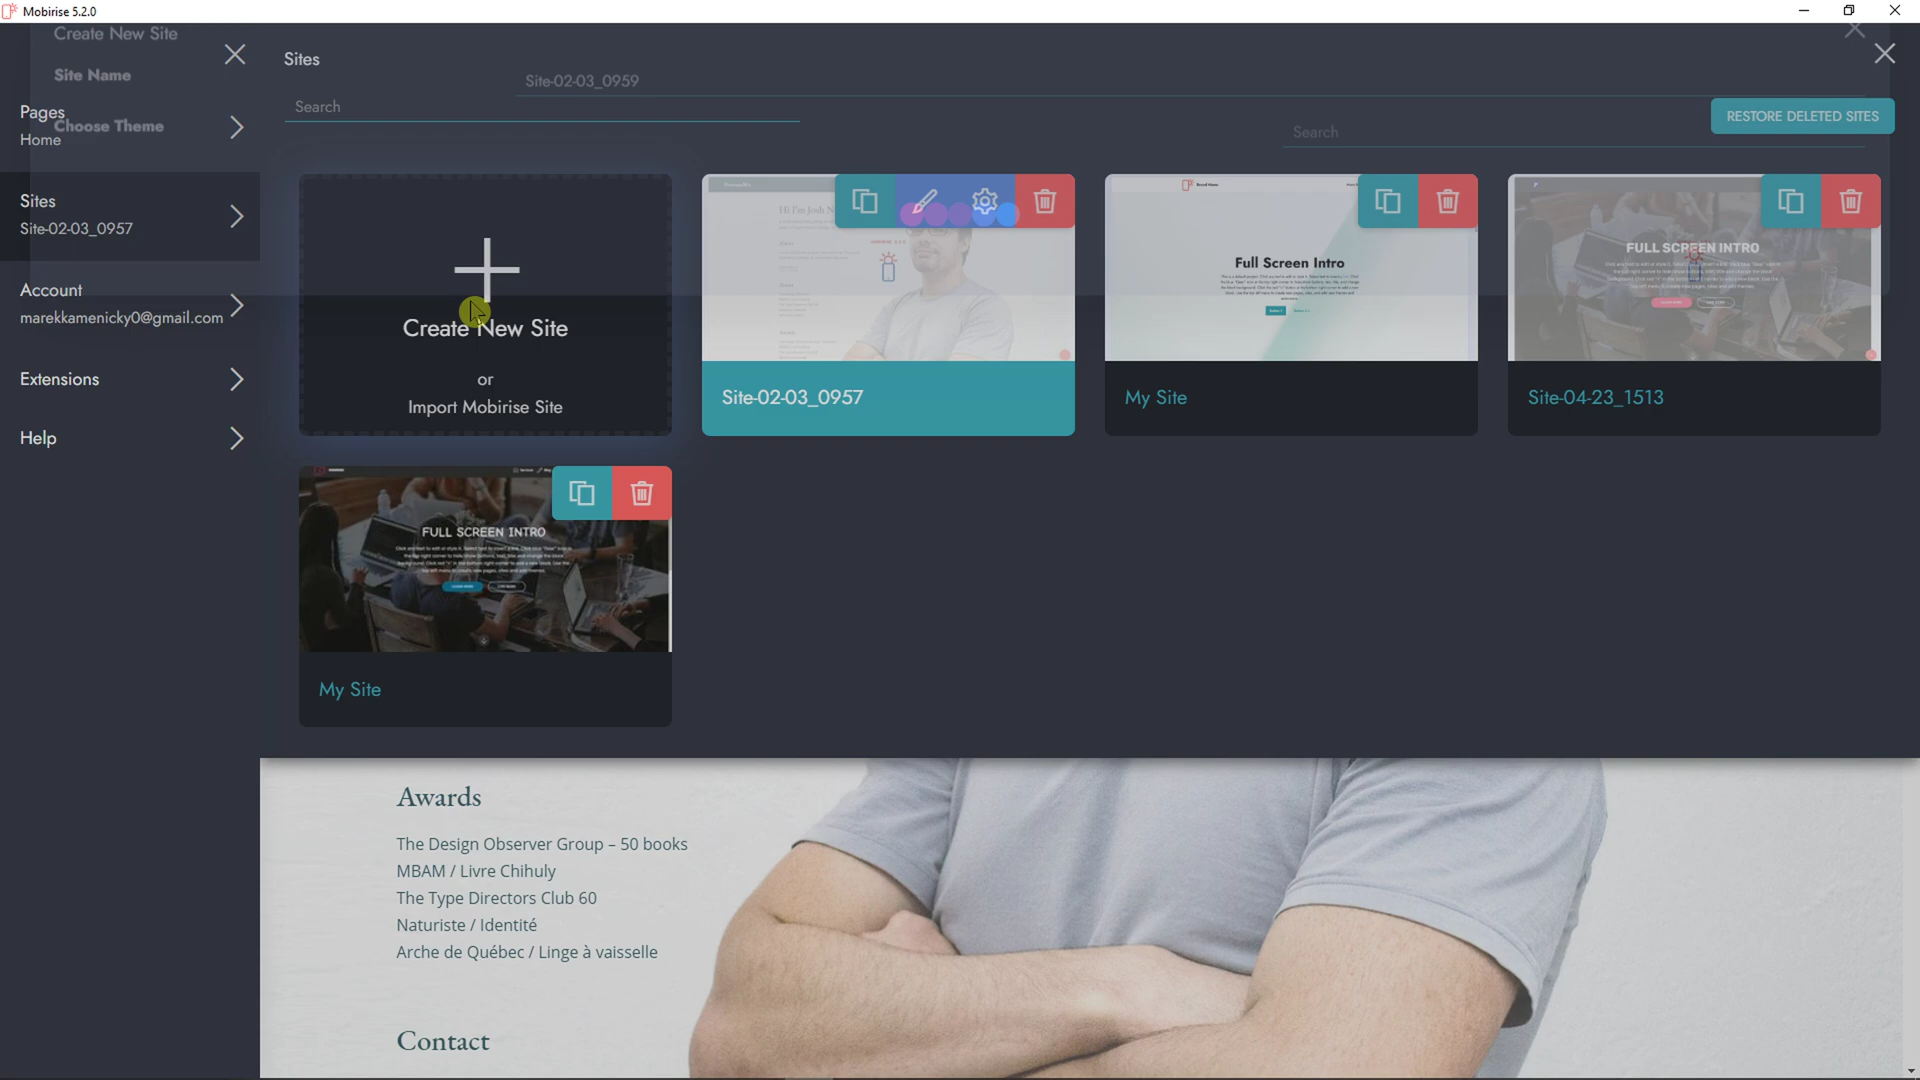 Mobirise 5.2.0
Create New Site
Site Name
Site-02-03_0959
Choose Theme
Search
Pages
Home
Sites
Site-02-03_0957
Account
marekkamenicky0@gmail.com
Extensions
Help
Sites
Search
RESTORE DELETED SITES
Create New Site
or
Import Mobirise Site
Hi I'm Josh
Site-02-03_0957
Full Screen Intro
My Site
FULL SCREEN INTRO
Site-04-23_1513
FULL SCREEN INTRO
My Site
Awards
The Design Observer Group – 50 books
MBAM / Livre Chihuly
The Type Directors Club 60
Naturiste / Identité
Arche de Québec / Linge à vaisselle
Contact